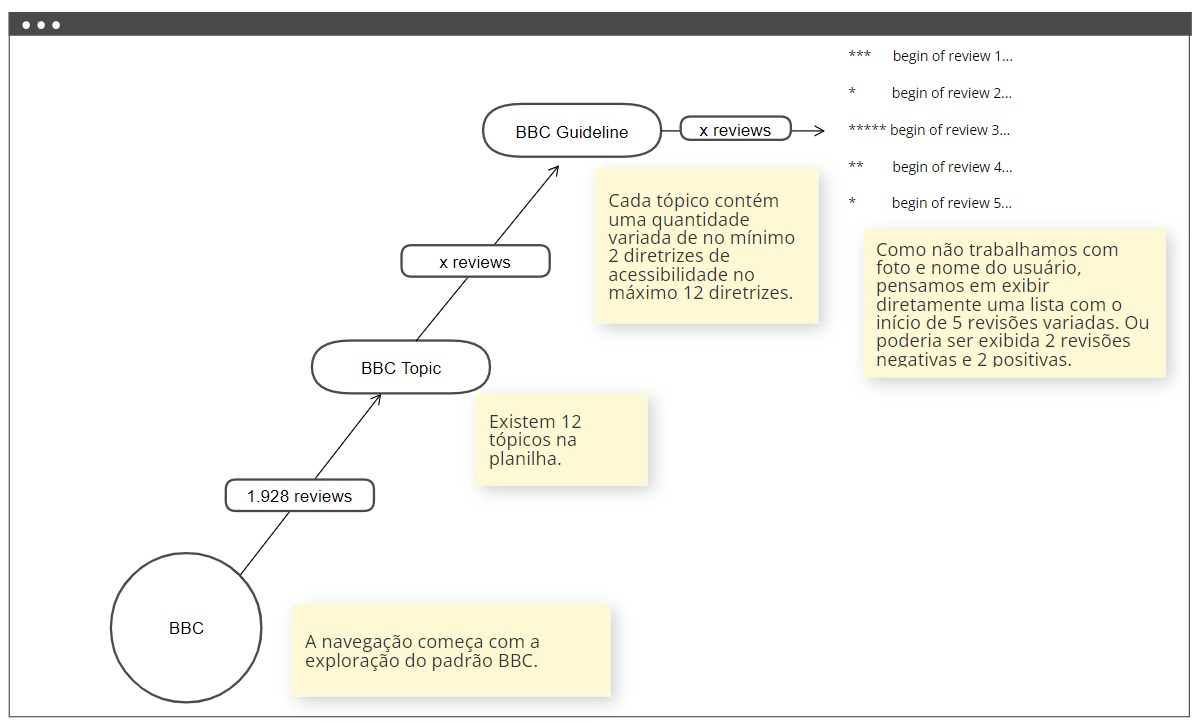 *** begin of review 1...
* begin of review 2...
***** begin of review 3...
** begin of review 4...
* begin of review 5...
BBC Guideline
x reviews
Cada tópico contém
uma quantidade
variada de no mínimo
2 diretrizes de
acessibilidade no
máximo 12 diretrizes.
Como não trabalhamos com
foto e nome do usuário,
pensamos em exibir
diretamente uma lista com o
início de 5 revisões variadas. Ou
poderia ser exibida 2 revisões
negativas e 2 positivas.
x reviews
BBC Topic
Existem 12
tópicos na
planilha.
1.928 reviews
BBC
A navegação começa com a
exploração do padrão BBC.